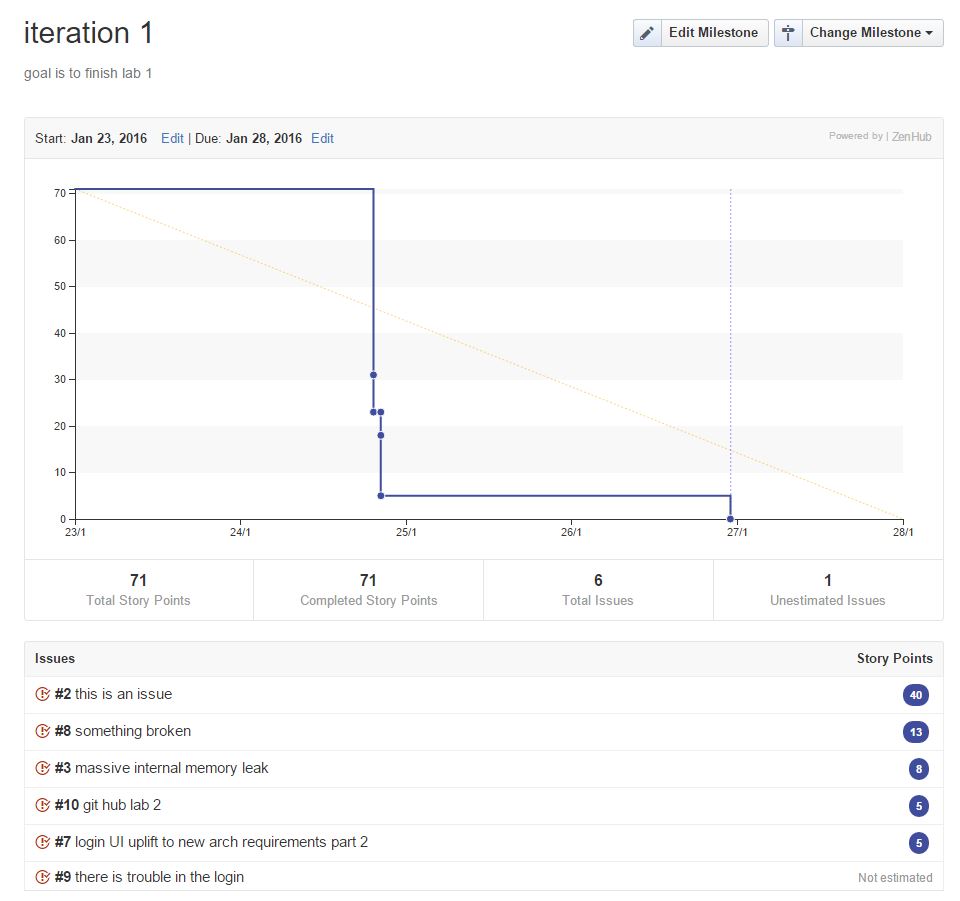 iteration 1
Edit Milestone
Change Milestone
goal is to finish lab 1
Start: Jan 23, 2016 Edit | Due: Jan 28, 2016 Edit
Powered by | ZenHub
70
60
50
40
30
20
10
0
23/1 24/1 25/1 26/1 27/1 28/1
71 71 6 1
Total Story Points Completed Story Points Total Issues Unestimated Issues
Issues Story Points
#2 this is an issue 40
#8 something broken 13
#3 massive internal memory leak 8
#10 git hub lab 2 5
#7 login UI uplift to new arch requirements part 2 5
#9 there is trouble in the login Not estimated